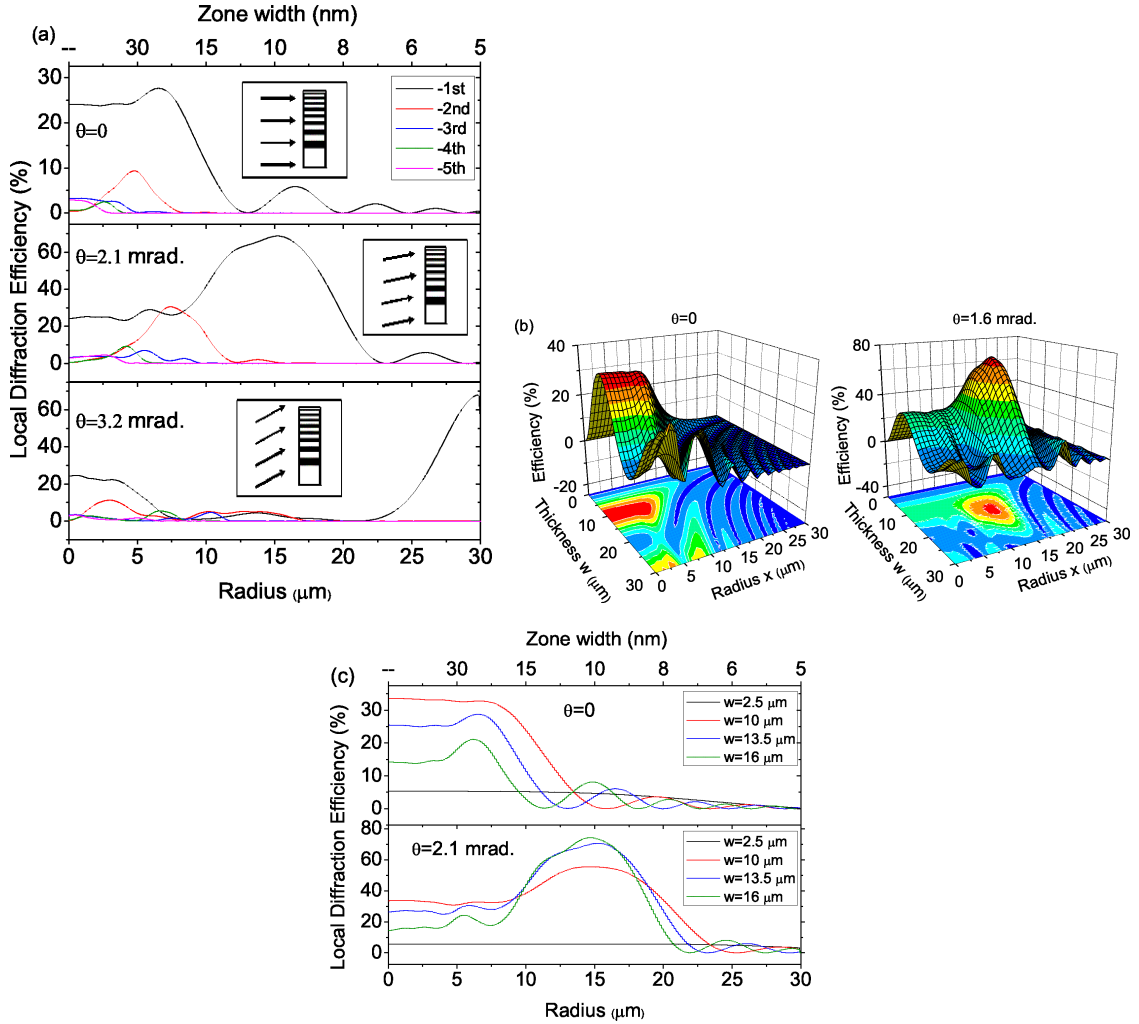 Zone width (nm)
(a)
-- 30 15 10 8 6 5
Local Diffraction Efficiency (%)
30
20
10
0
θ=0
-1st
-2nd
-3rd
-4th
-5th
60
40
20
0
θ=2.1 mrad.
60
40
20
0
θ=3.2 mrad.
0 5 10 15 20 25 30
Radius (μm)
(b)
θ=0
Efficiency (%)
40
20
0
-20
Thickness w (μm)
0
10
20
30
Radius x (μm)
0 5 10 15 20 25 30
θ=1.6 mrad.
Efficiency (%)
80
40
0
-40
Thickness w (μm)
0
10
20
30
Radius x (μm)
0 5 10 15 20 25 30
Zone width (nm)
(c)
-- 30 15 10 8 6 5
Local Diffraction Efficiency (%)
30
20
10
0
θ=0
w=2.5 μm
w=10 μm
w=13.5 μm
w=16 μm
80
60
40
20
0
θ=2.1 mrad.
w=2.5 μm
w=10 μm
w=13.5 μm
w=16 μm
0 5 10 15 20 25 30
Radius (μm)